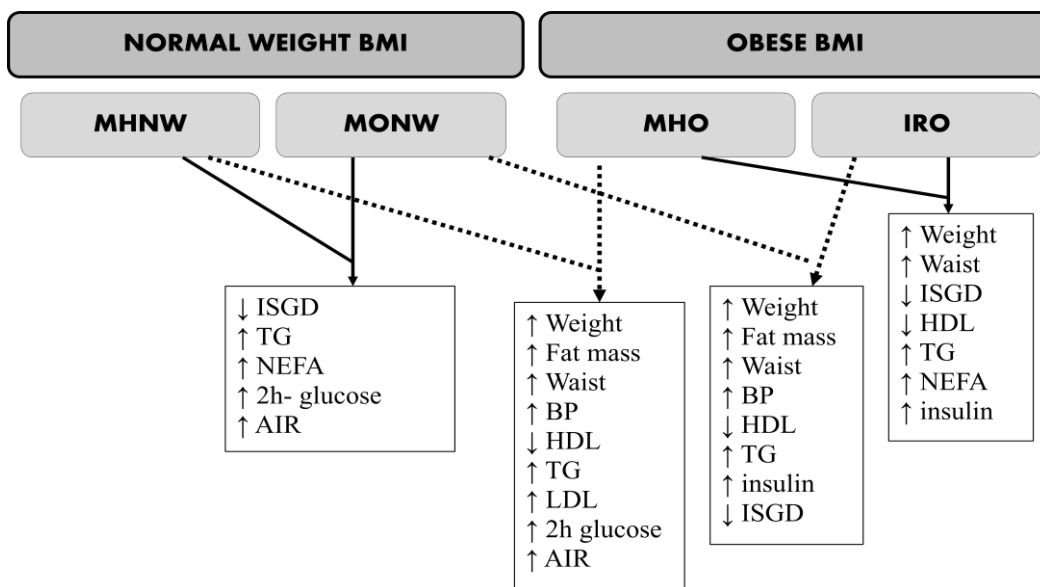 NORMAL WEIGHT BMI
OBESE BMI
MHNW
MONW
MHO
IRO
↓ ISGD
↑ TG
↑ NEFA
↑ 2h- glucose
↑ AIR
↑ Weight
↑ Fat mass
↑ Waist
↑ BP
↓ HDL
↑ TG
↑ LDL
↑ 2h glucose
↑ AIR
↑ Weight
↑ Fat mass
↑ Waist
↑ BP
↓ HDL
↑ TG
↑ insulin
↓ ISGD
↑ Weight
↑ Waist
↓ ISGD
↓ HDL
↑ TG
↑ NEFA
↑ insulin